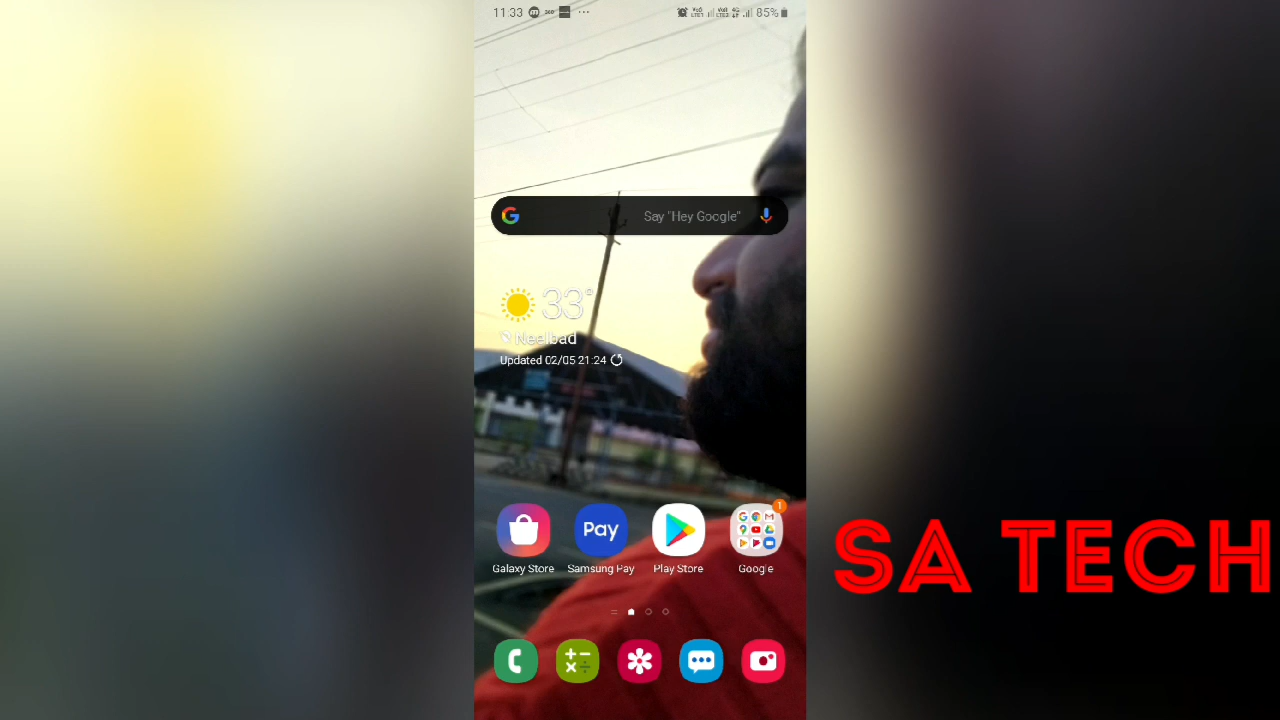 11:33
85%
Say "Hey Google"
33°
Neelbad
Updated 02/05 21:24
Pay
1
Galaxy Store Samsung Pay Play Store Google
SA TECH